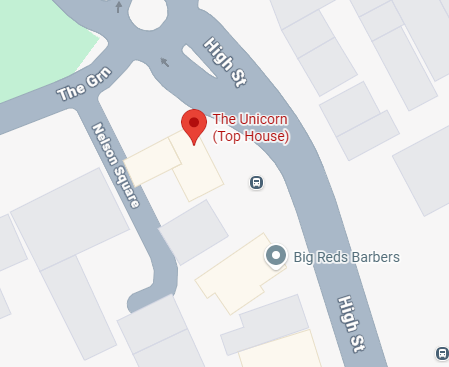 High St
The Grn
The Unicorn
(Top House)
Nelson Square
Big Reds Barbers
High St